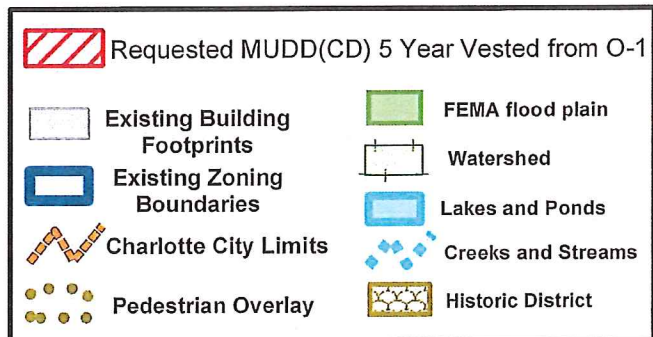 Requested MUDD(CD) 5 Year Vested from O-1
Existing Building
Footprints
Existing Zoning
Boundaries
Charlotte City Limits
Pedestrian Overlay
FEMA flood plain
Watershed
Lakes and Ponds
Creeks and Streams
Historic District